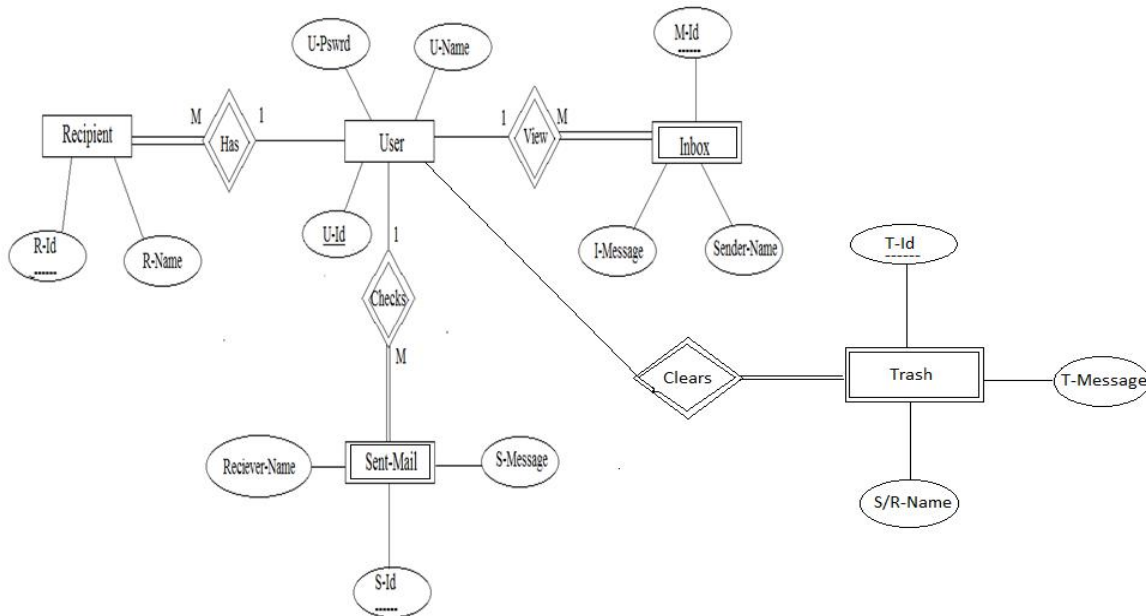 U-Pswrd
U-Name
M-Id
Recipient
M
Has
1
User
1
View
M
Inbox
R-Id
R-Name
U-Id
1
I-Message
Sender-Name
T-Id
Checks
M
Clears
Trash
T-Message
Reciever-Name
Sent-Mail
S-Message
S/R-Name
S-Id